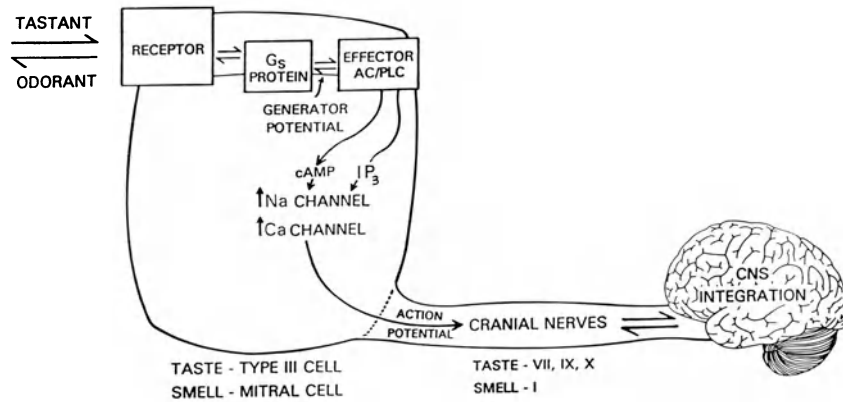 TASTANT
ODORANT
RECEPTOR
Gs
PROTEIN
EFFECTOR
AC/PLC
GENERATOR
POTENTIAL
cAMP
IP3
↑Na CHANNEL
↑Ca CHANNEL
ACTION
POTENTIAL
CRANIAL NERVES
CNS
INTEGRATION
TASTE - TYPE III CELL
SMELL - MITRAL CELL
TASTE - VII, IX, X
SMELL - I